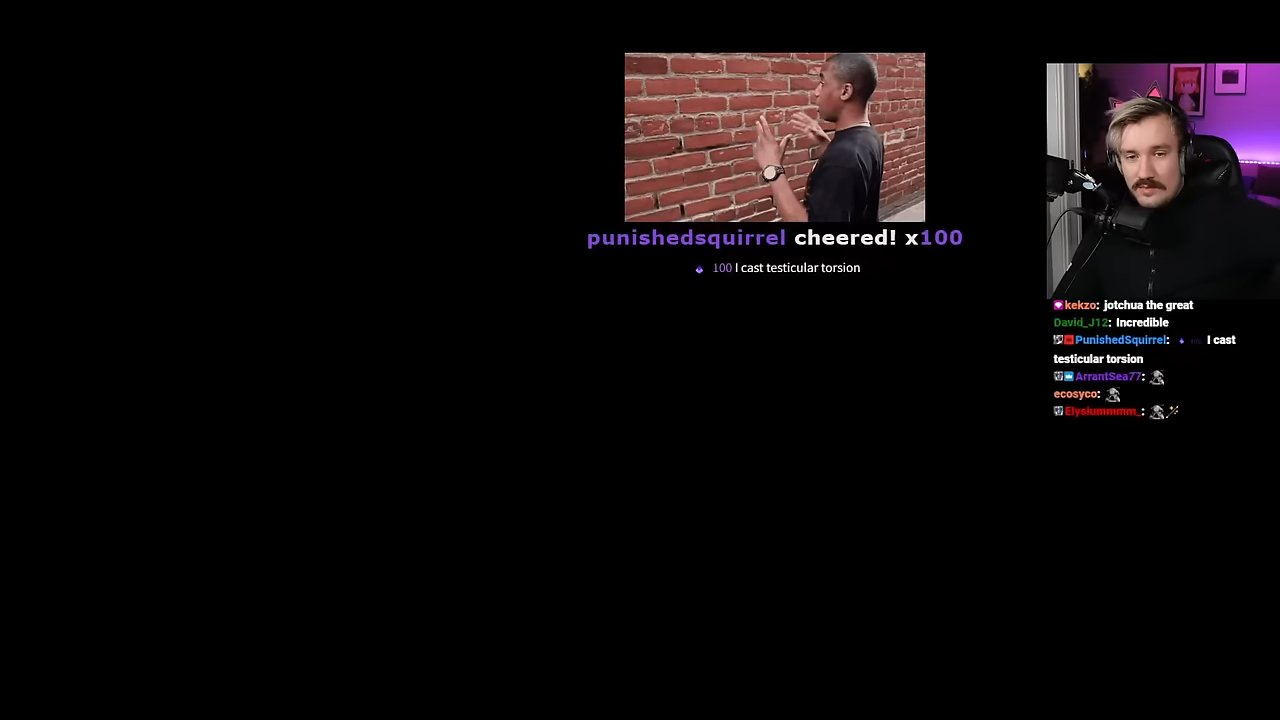 punishedsquirrel cheered! x100
100 I cast testicular torsion
kekzo: jotchua the great
David_J12: Incredible
PunishedSquirrel: I cast
testicular torsion
ArrantSea77:
ecosyco:
Elysiummmm_: